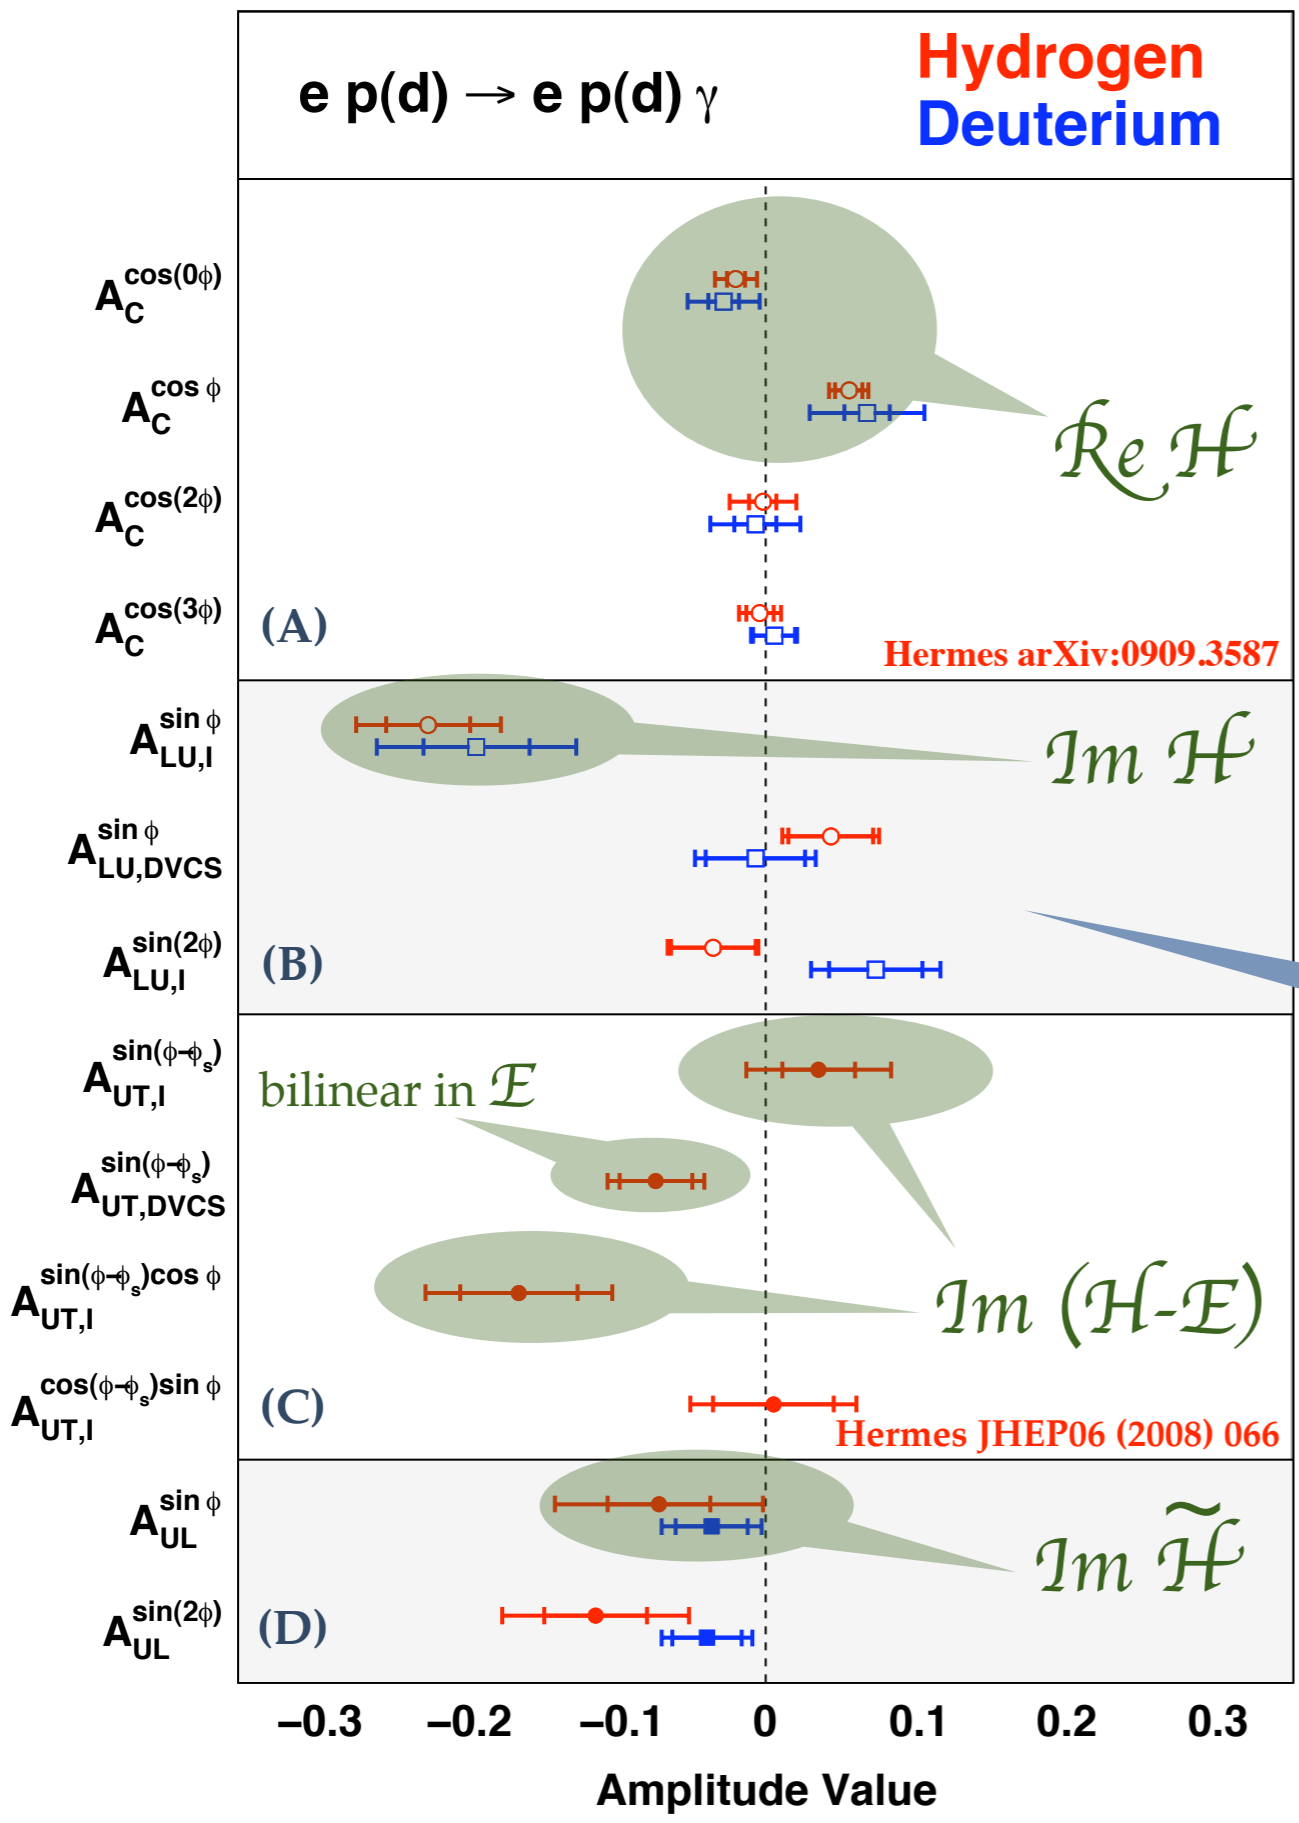 e p(d) → e p(d) γ
Hydrogen
Deuterium
A_C^cos(0ϕ)
A_C^cos ϕ
Re H
A_C^cos(2ϕ)
A_C^cos(3ϕ)
(A)
Hermes arXiv:0909.3587
A_LU,I^sin ϕ
Im H
A_LU,DVCS^sin ϕ
A_LU,I^sin(2ϕ)
(B)
A_UT,I^sin(ϕ−ϕ_s)
bilinear in E
A_UT,DVCS^sin(ϕ−ϕ_s)
A_UT,I^sin(ϕ−ϕ_s)cos ϕ
Im (H-E)
A_UT,I^cos(ϕ−ϕ_s)sin ϕ
(C)
Hermes JHEP06 (2008) 066
A_UL^sin ϕ
Im H̃
A_UL^sin(2ϕ)
(D)
−0.3 −0.2 −0.1 0 0.1 0.2 0.3
Amplitude Value